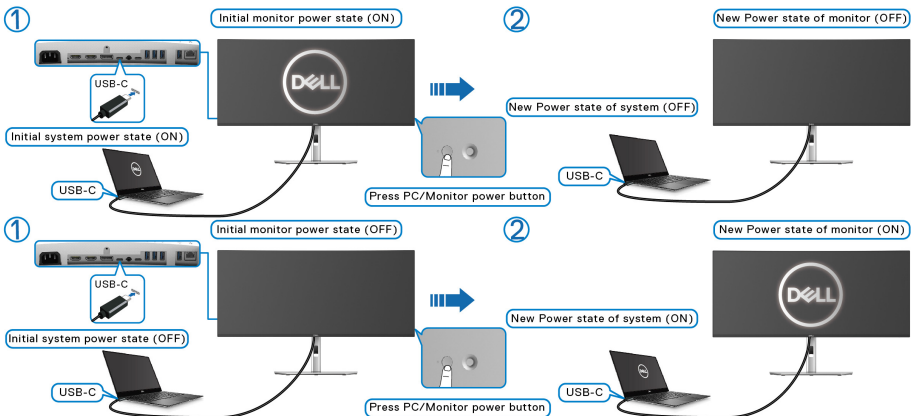 1
Initial monitor power state (ON)
2
New Power state of monitor (OFF)
USB-C
DELL
New Power state of system (OFF)
Initial system power state (ON)
DELL
USB-C
USB-C
Press PC/Monitor power button
1
Initial monitor power state (OFF)
2
New Power state of monitor (ON)
USB-C
DELL
New Power state of system (ON)
Initial system power state (OFF)
DELL
USB-C
USB-C
Press PC/Monitor power button